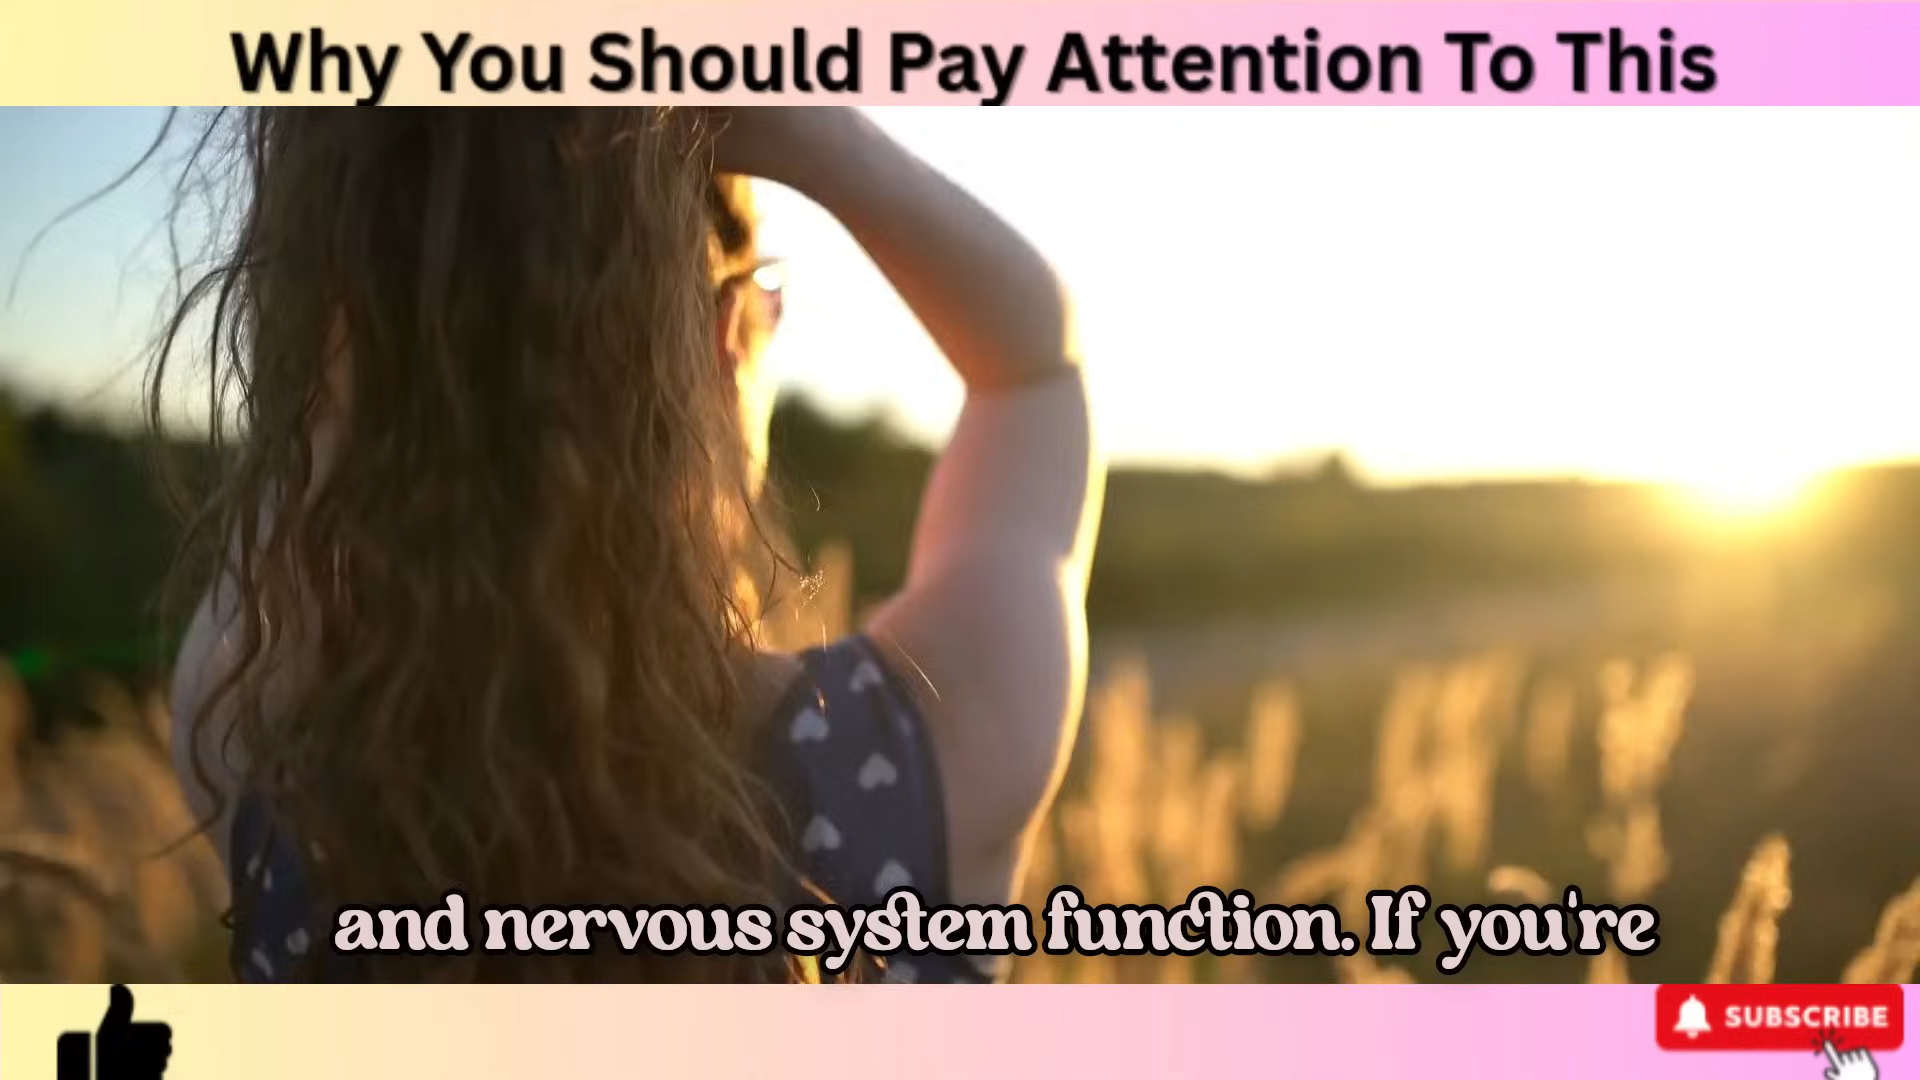 Why You Should Pay Attention To This
and nervous system function. If you're
SUBSCRIBE